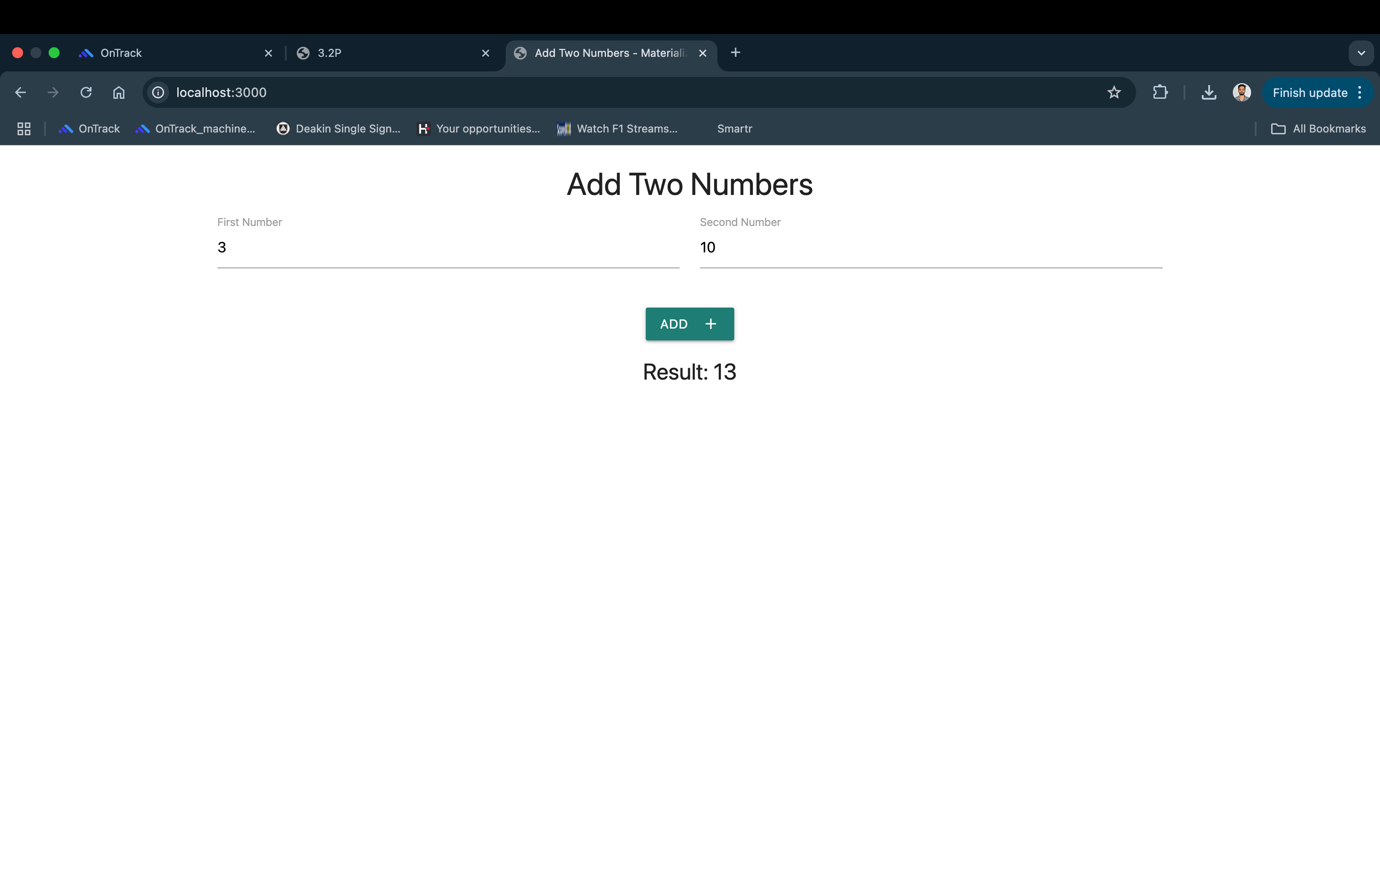 OnTrack
3.2P
Add Two Numbers - Materiali
localhost:3000
Finish update
OnTrack
OnTrack_machine...
Deakin Single Sign...
H
Your opportunities...
Watch F1 Streams...
Smartr
All Bookmarks
Add Two Numbers
First Number
Second Number
3
10
ADD +
Result: 13